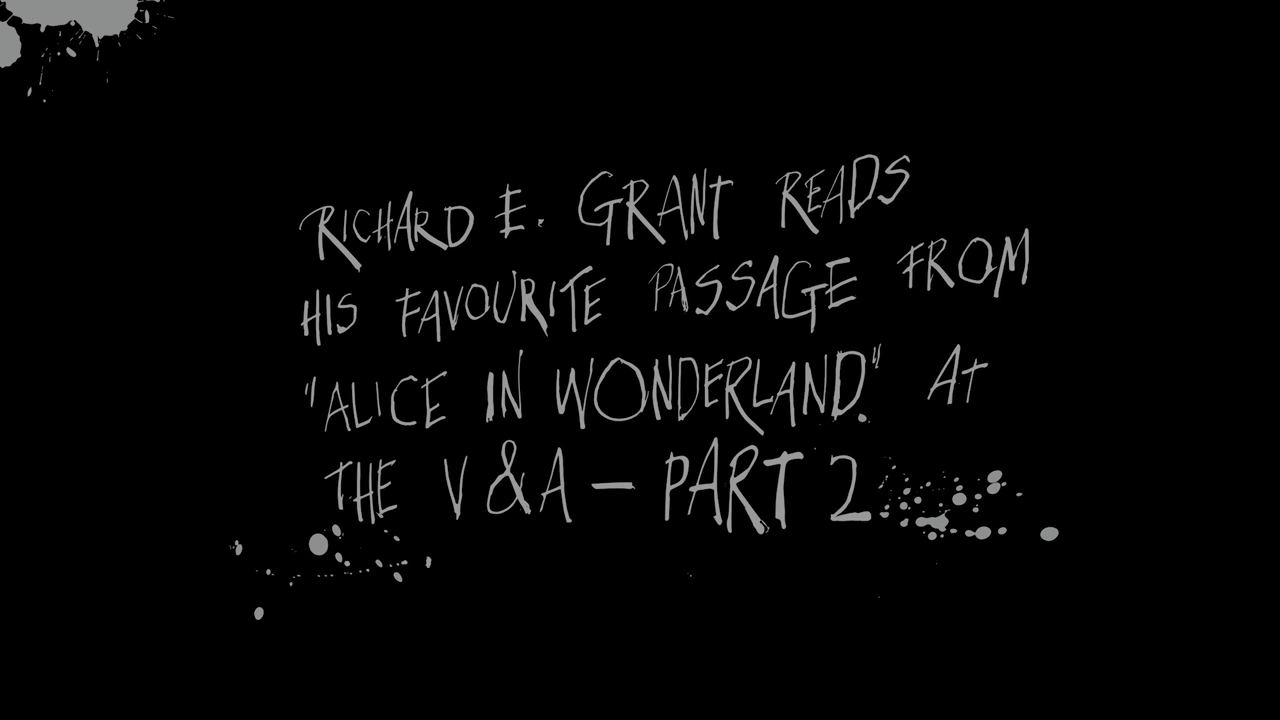 RICHARD E. GRANT READS
HIS FAVOURITE PASSAGE FROM
"ALICE IN WONDERLAND." At
THE V & A — PART 2